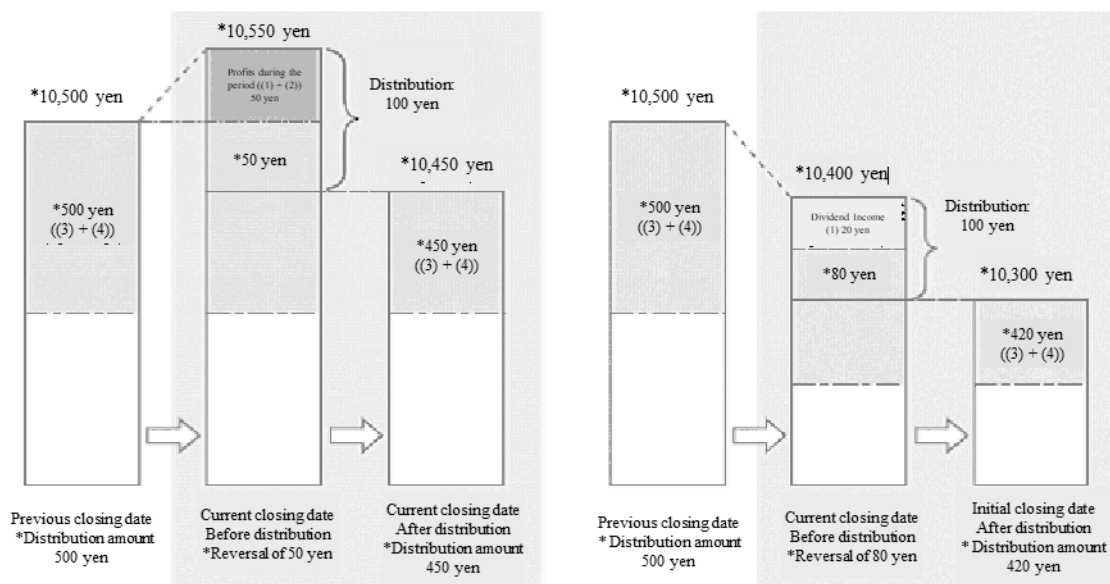 *10,500 yen
*10,550 yen
Profits during the
period ((1) + (2))
50 yen
Distribution:
100 yen
*50 yen
*10,450 yen
*500 yen
((3) + (4))
*450 yen
((3) + (4))
Previous closing date
*Distribution amount
500 yen
Current closing date
Before distribution
*Reversal of 50 yen
Current closing date
After distribution
*Distribution amount
450 yen
*10,500 yen
*10,400 yen
*500 yen
((3) + (4))
Dividend Income
(1) 20 yen
Distribution:
100 yen
*80 yen
*10,300 yen
*420 yen
((3) + (4))
Previous closing date
* Distribution amount
500 yen
Current closing date
Before distribution
*Reversal of 80 yen
Initial closing date
After distribution
* Distribution amount
420 yen